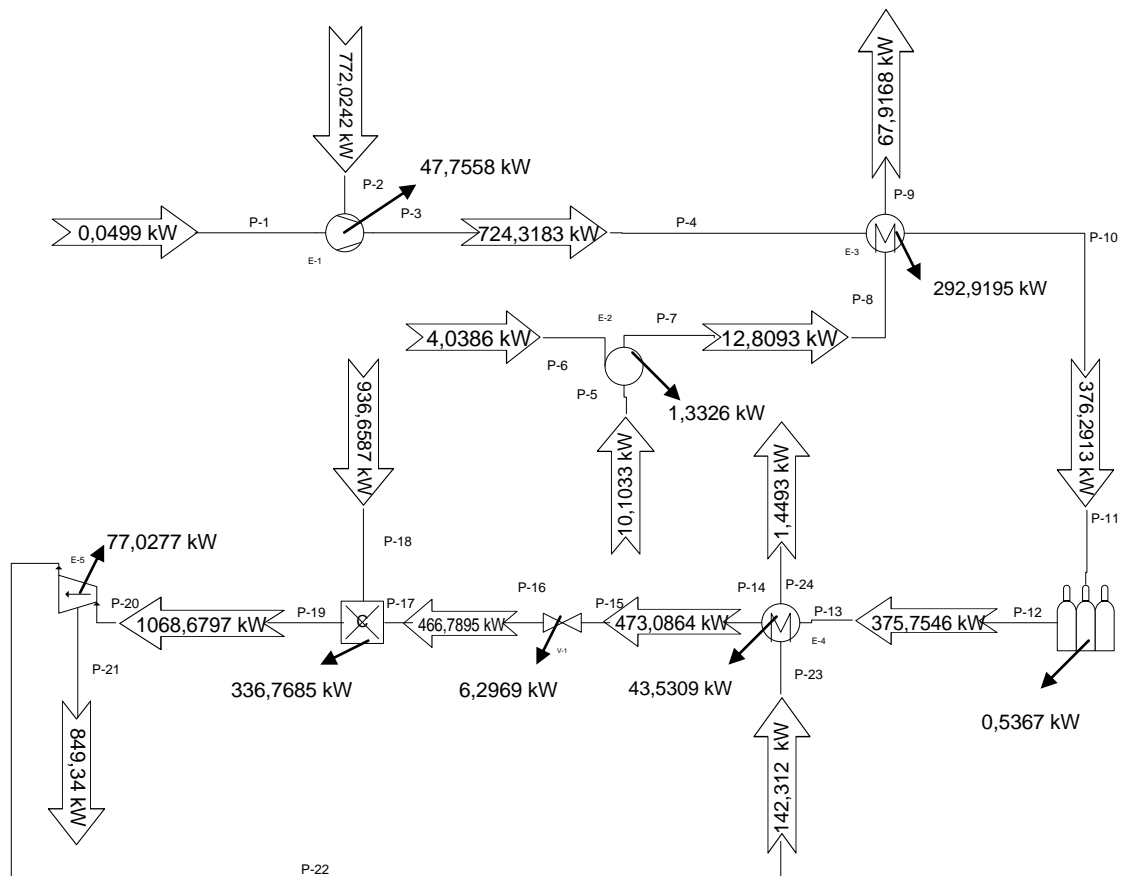 772,0242 kW
67,9168 kW
47,7558 kW
P-2
P-3
P-9
P-1
0,0499 kW
724,3183 kW
P-4
P-10
E-1
E-3
292,9195 kW
P-8
E-2
P-7
4,0386 kW
12,8093 kW
P-6
P-5
1,3326 kW
936,6587 kW
376,2913 kW
10,1033 kW
1,4493 kW
P-11
77,0277 kW
E-5
P-18
P-20
P-19
P-17
P-16
P-15
P-14
P-24
P-13
P-12
1068,6797 kW
466,7895 kW
473,0864 kW
375,7546 kW
E-4
V-1
P-21
P-23
336,7685 kW
6,2969 kW
43,5309 kW
0,5367 kW
849,34 kW
142,312 kW
P-22